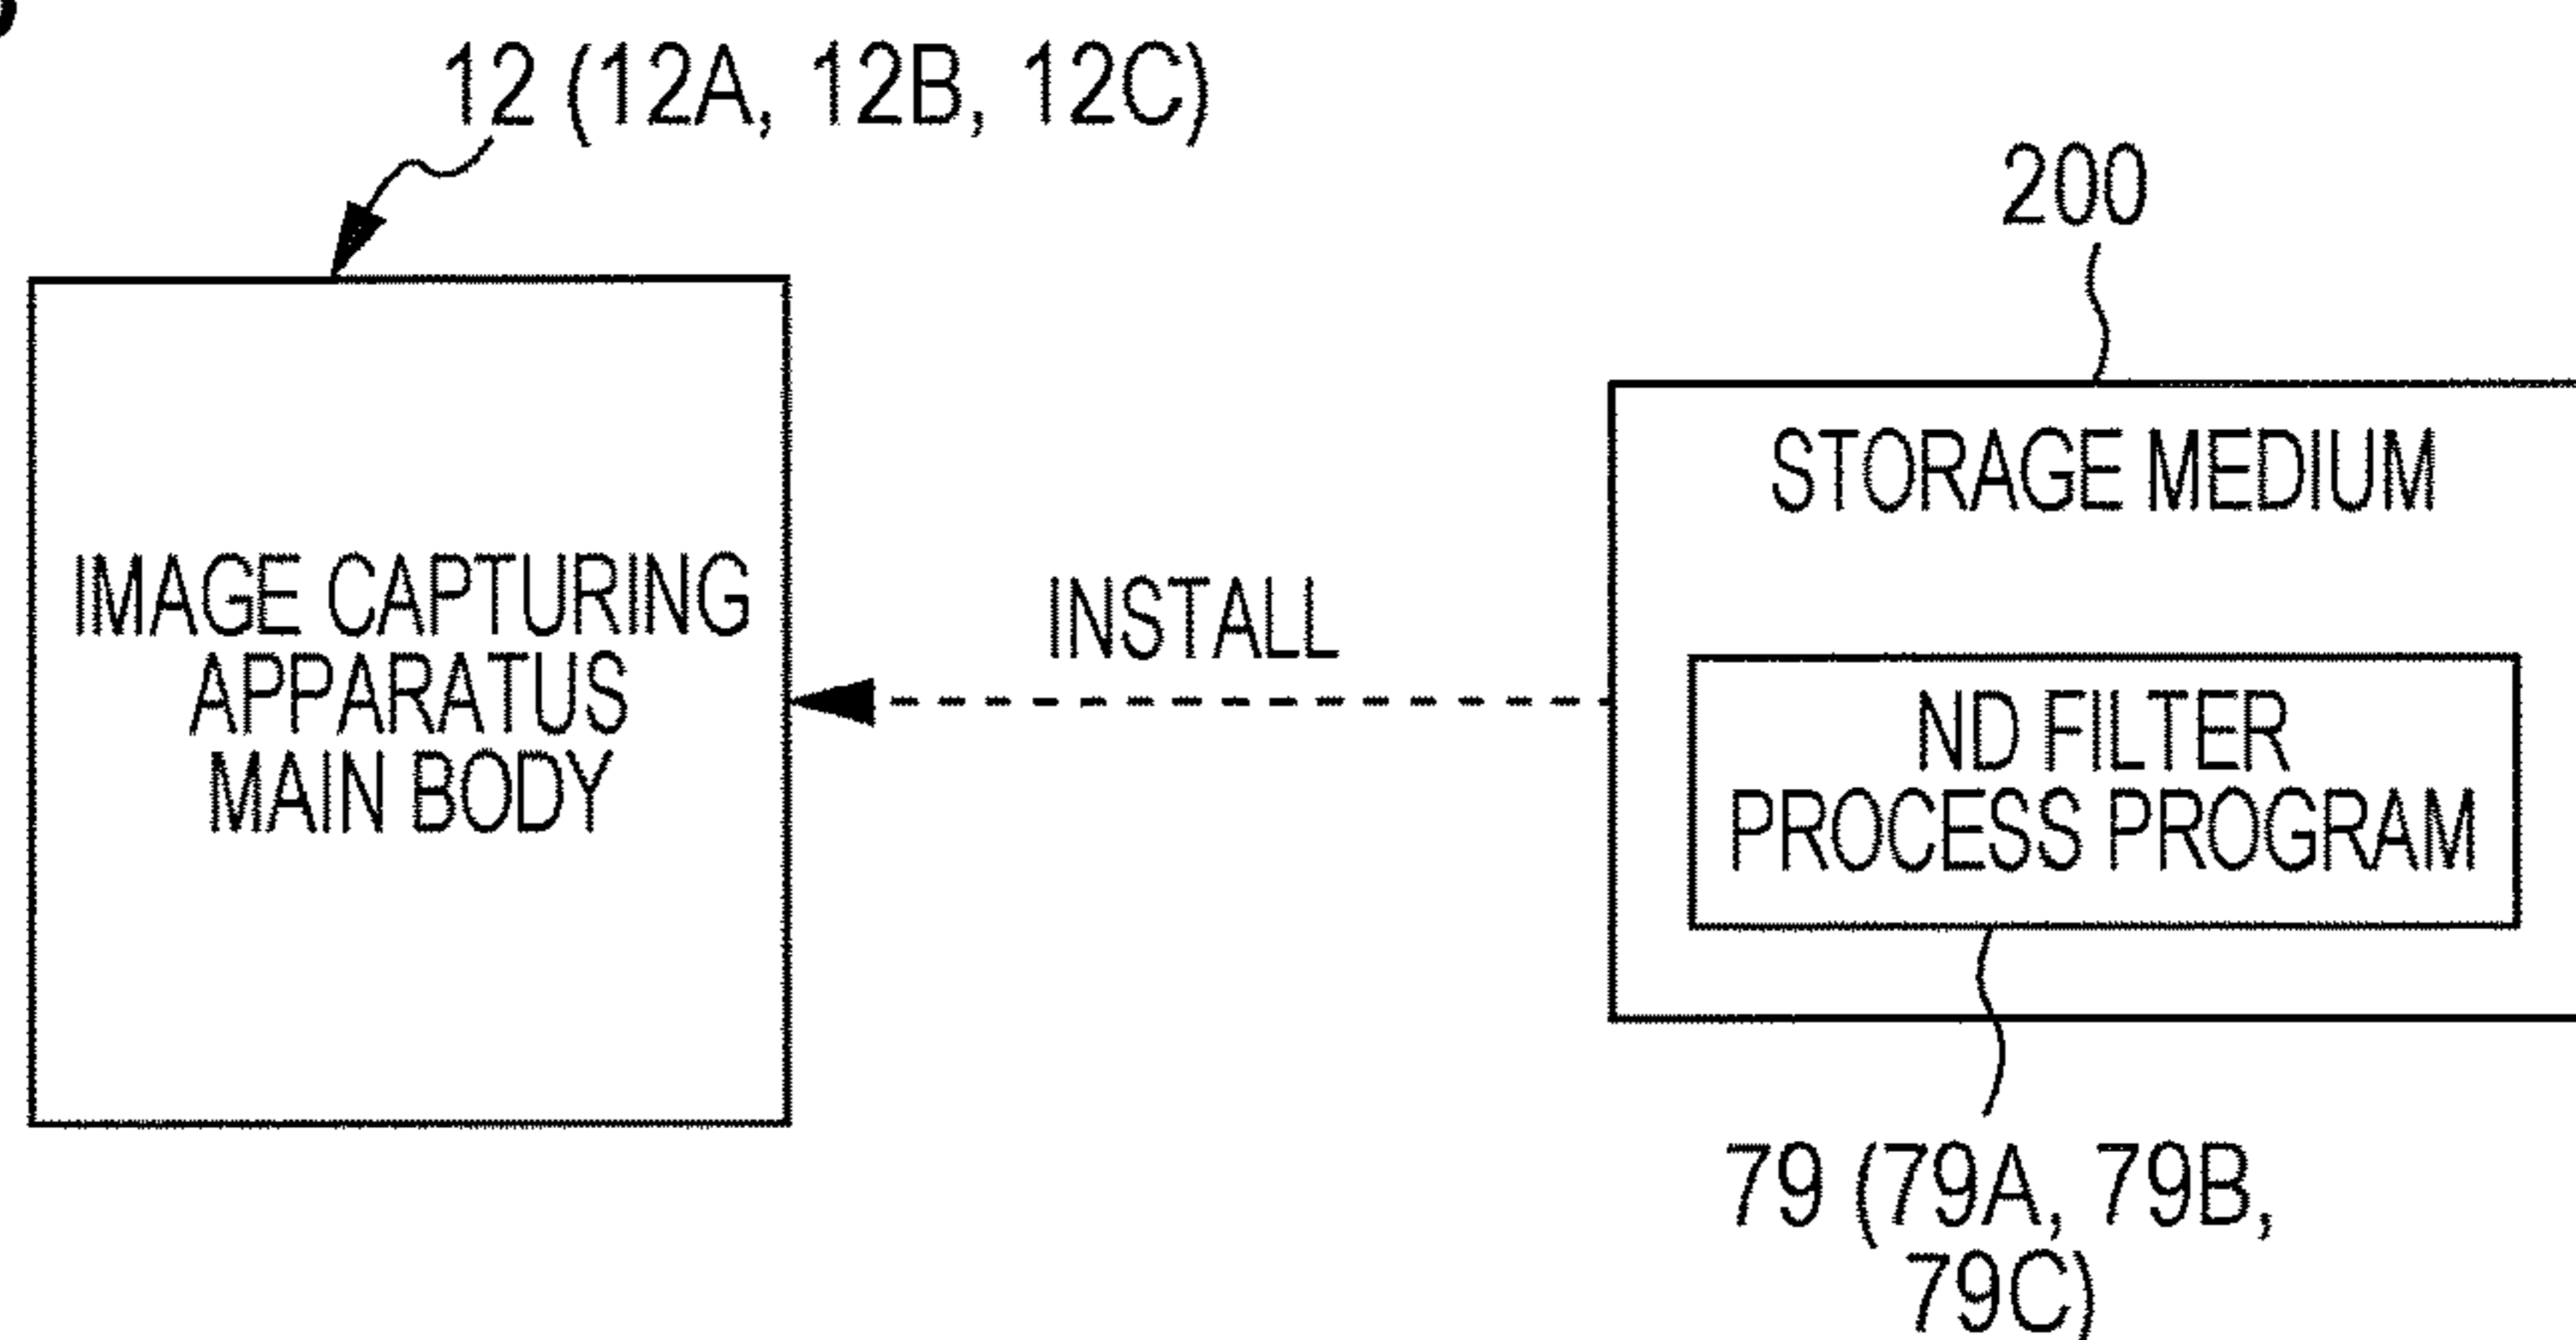 12 (12A, 12B, 12C)
200
IMAGE CAPTURING
APPARATUS
MAIN BODY
INSTALL
STORAGE MEDIUM
ND FILTER
PROCESS PROGRAM
79 (79A, 79B,
79C)